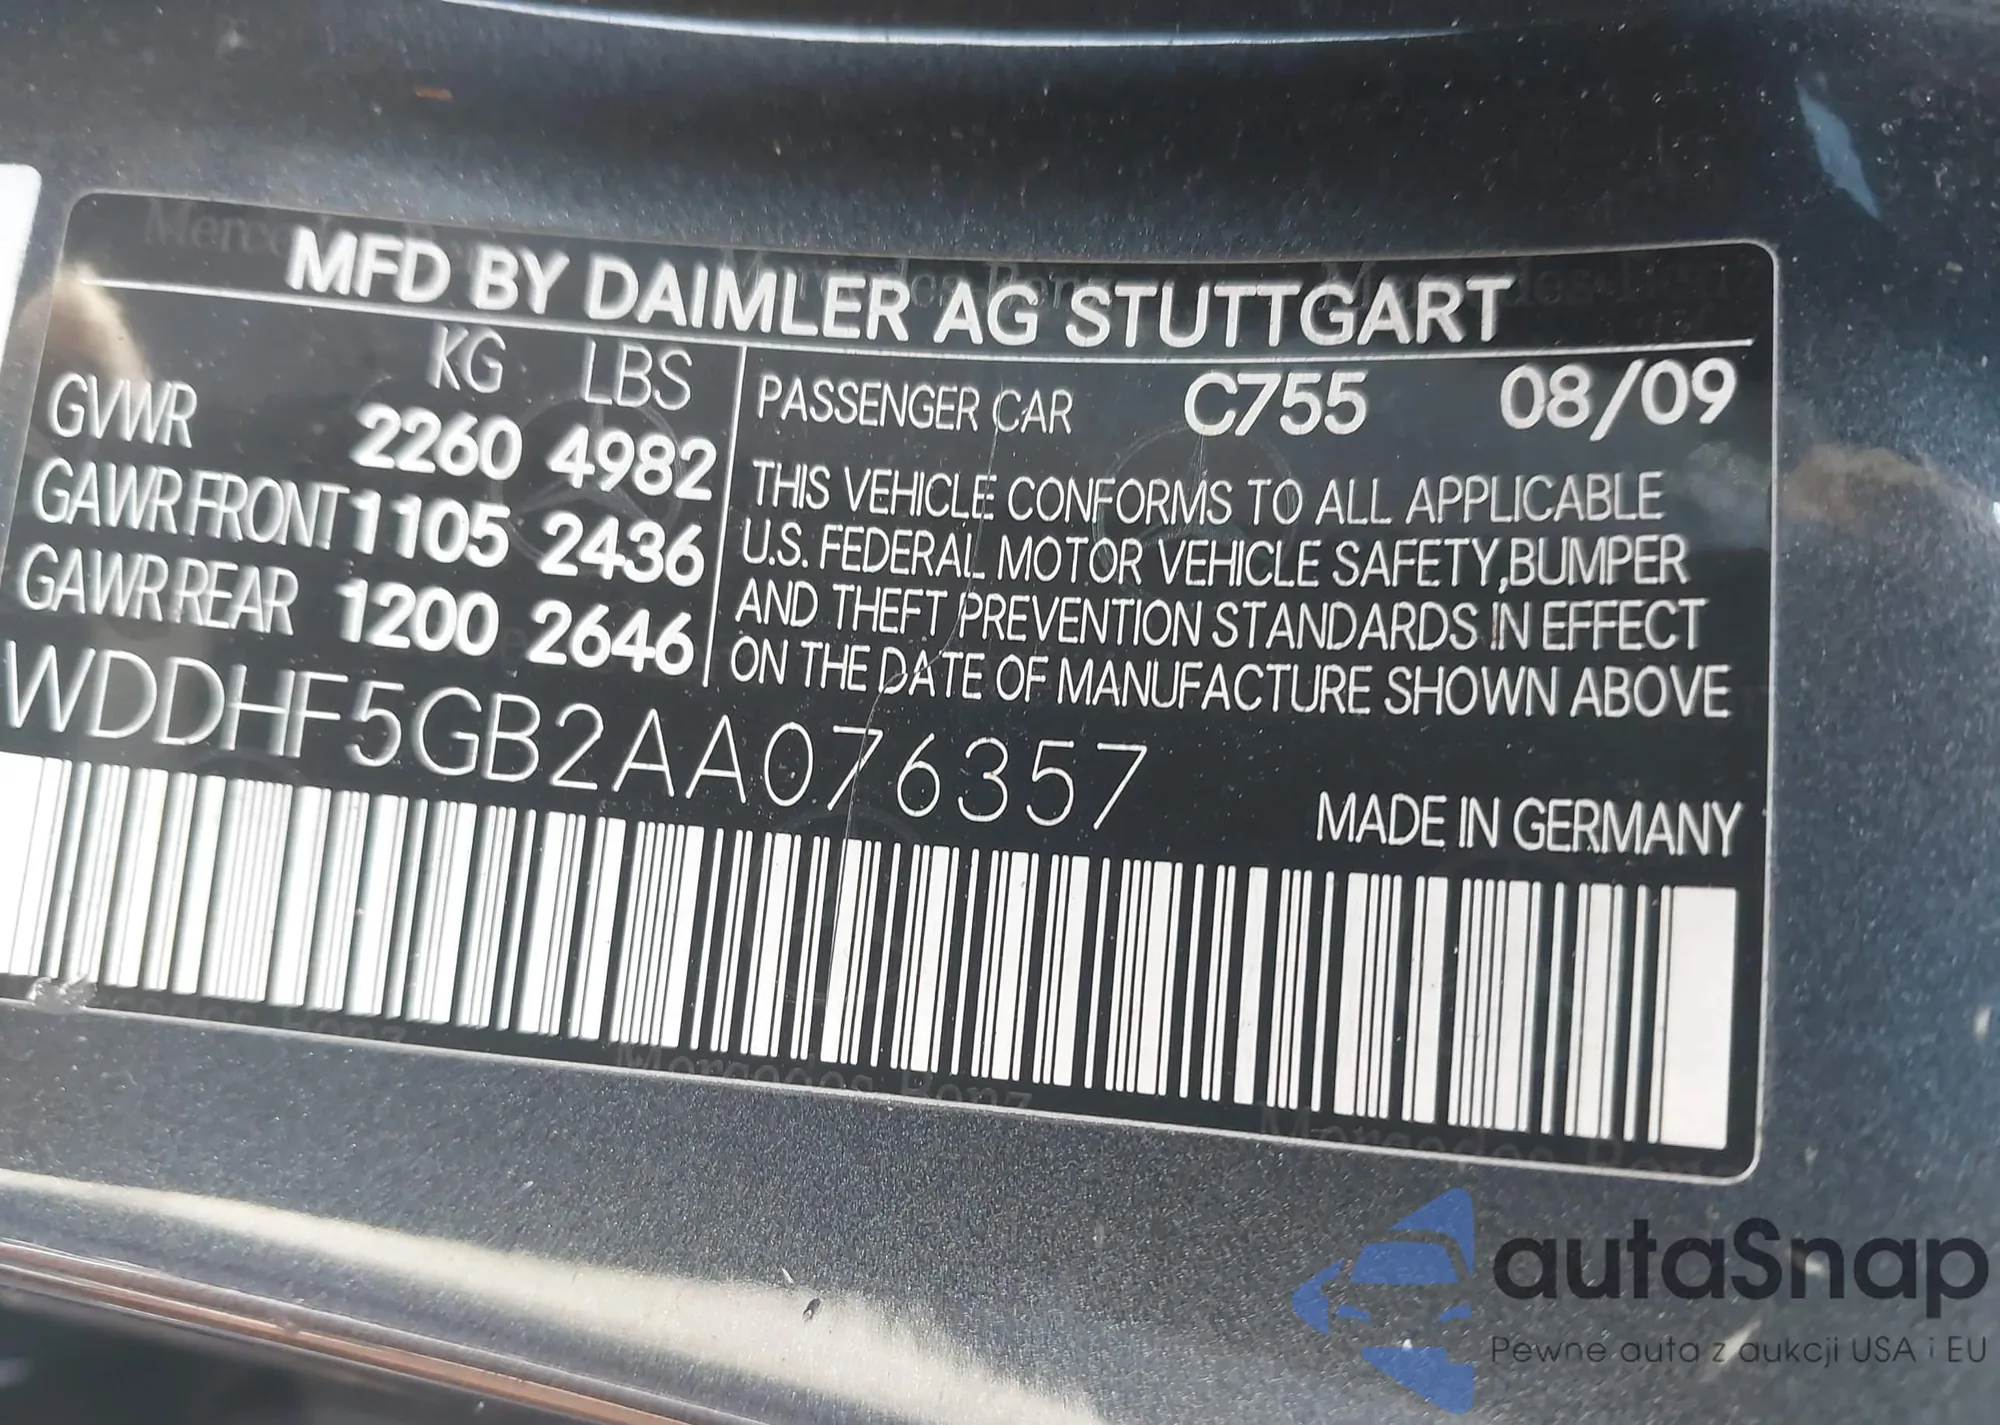 MFD BY DAIMLER AG STUTTGART
KG LBS
GVWR 2260 4982
GAWR FRONT 1105 2436
GAWR REAR 1200 2646
PASSENGER CAR C755 08/09
THIS VEHICLE CONFORMS TO ALL APPLICABLE
U.S. FEDERAL MOTOR VEHICLE SAFETY,BUMPER
AND THEFT PREVENTION STANDARDS IN EFFECT
ON THE DATE OF MANUFACTURE SHOWN ABOVE
WDDHF5GB2AA076357
MADE IN GERMANY
Mercedes-Benz
autaSnap
Pewne auta z aukcji USA i EU